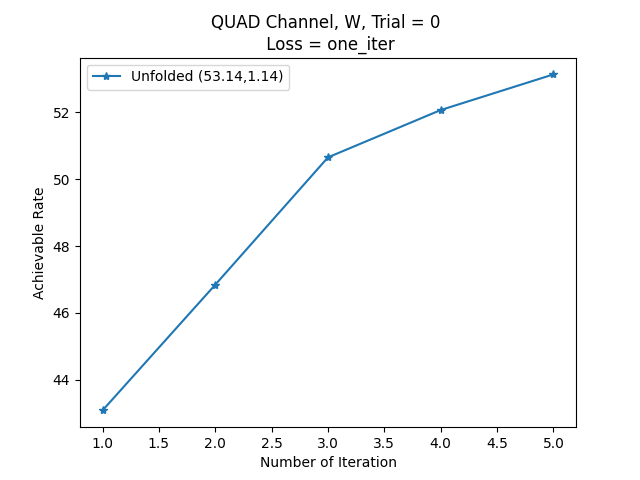 QUAD Channel, W, Trial = 0
Loss = one_iter
Unfolded (53.14,1.14)
Achievable Rate
52
50
48
46
44
1.0 1.5 2.0 2.5 3.0 3.5 4.0 4.5 5.0
Number of Iteration